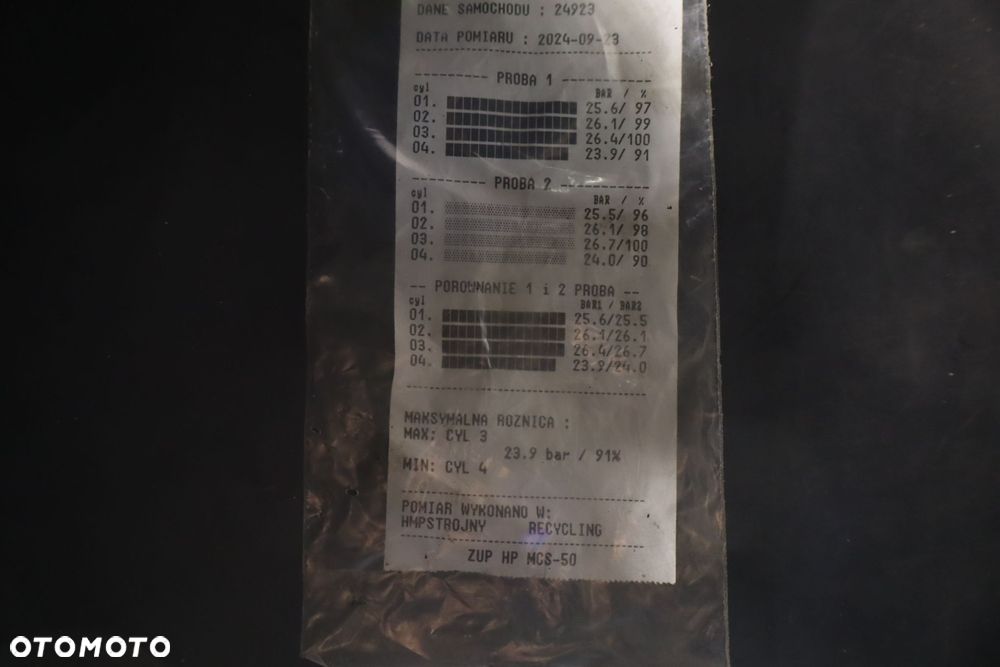 DANE SAMOCHODU : 24923
DATA POMIARU : 2024-09-23
---------- PROBA 1 ----------
cyl BAR / %
01. 25.6/ 97
02. 26.1/ 99
03. 26.4/100
04. 23.9/ 91
---------- PROBA 2 ----------
cyl BAR / %
01. 25.5/ 96
02. 26.1/ 98
03. 26.7/100
04. 24.0/ 90
-- POROWNANIE 1 i 2 PROBA --
cyl BAR1 / BAR2
01. 25.6/25.5
02. 26.1/26.1
03. 26.4/26.7
04. 23.9/24.0
MAKSYMALNA ROZNICA :
MAX: CYL 3
23.9 bar / 91%
MIN: CYL 4
POMIAR WYKONANO W:
HMPSTROJNY RECYCLING
ZUP HP MCS-50
OTOMOTO